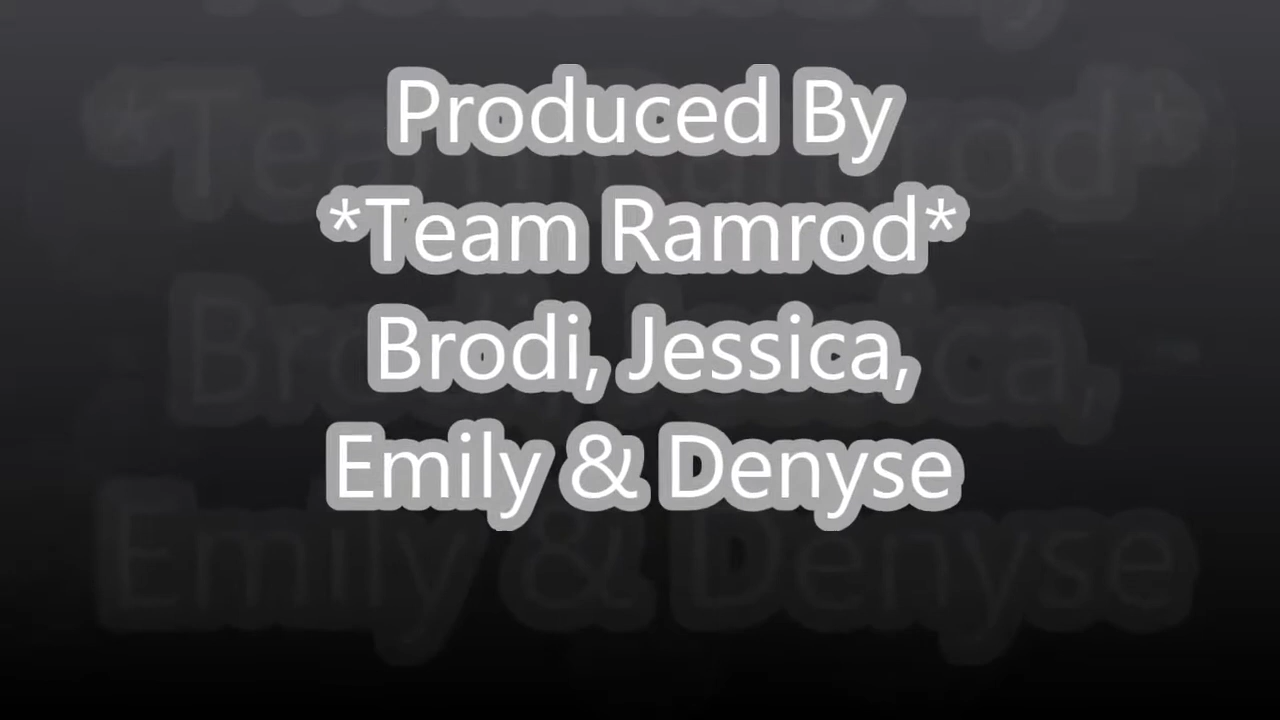 Produced By
*Team Ramrod*
Brodi, Jessica,
Emily & Denyse